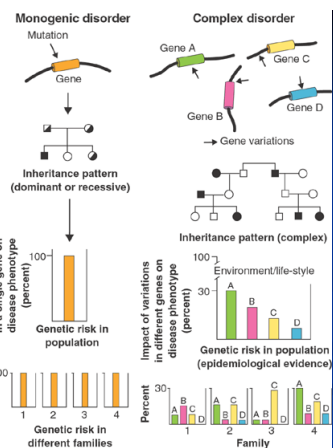 Monogenic disorder
Mutation
Gene
Inheritance pattern
(dominant or recessive)
on
disease phenotype
(percent)
100
Genetic risk in
population
00
1 2 3 4
Genetic risk in
different families
Complex disorder
Gene A
Gene C
Gene B
Gene D
Gene variations
Inheritance pattern (complex)
Impact of variations
in different genes on
disease phenotype
(percent)
100
Environment/life-style
30
A B C D
Genetic risk in population
(epidemiological evidence)
Percent
30
A B C D A B C D A B C D A B C D
1 2 3 4
Family